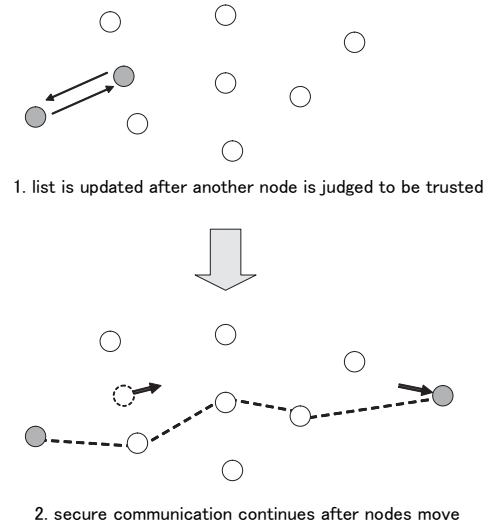 1. list is updated after another node is judged to be trusted
2. secure communication continues after nodes move